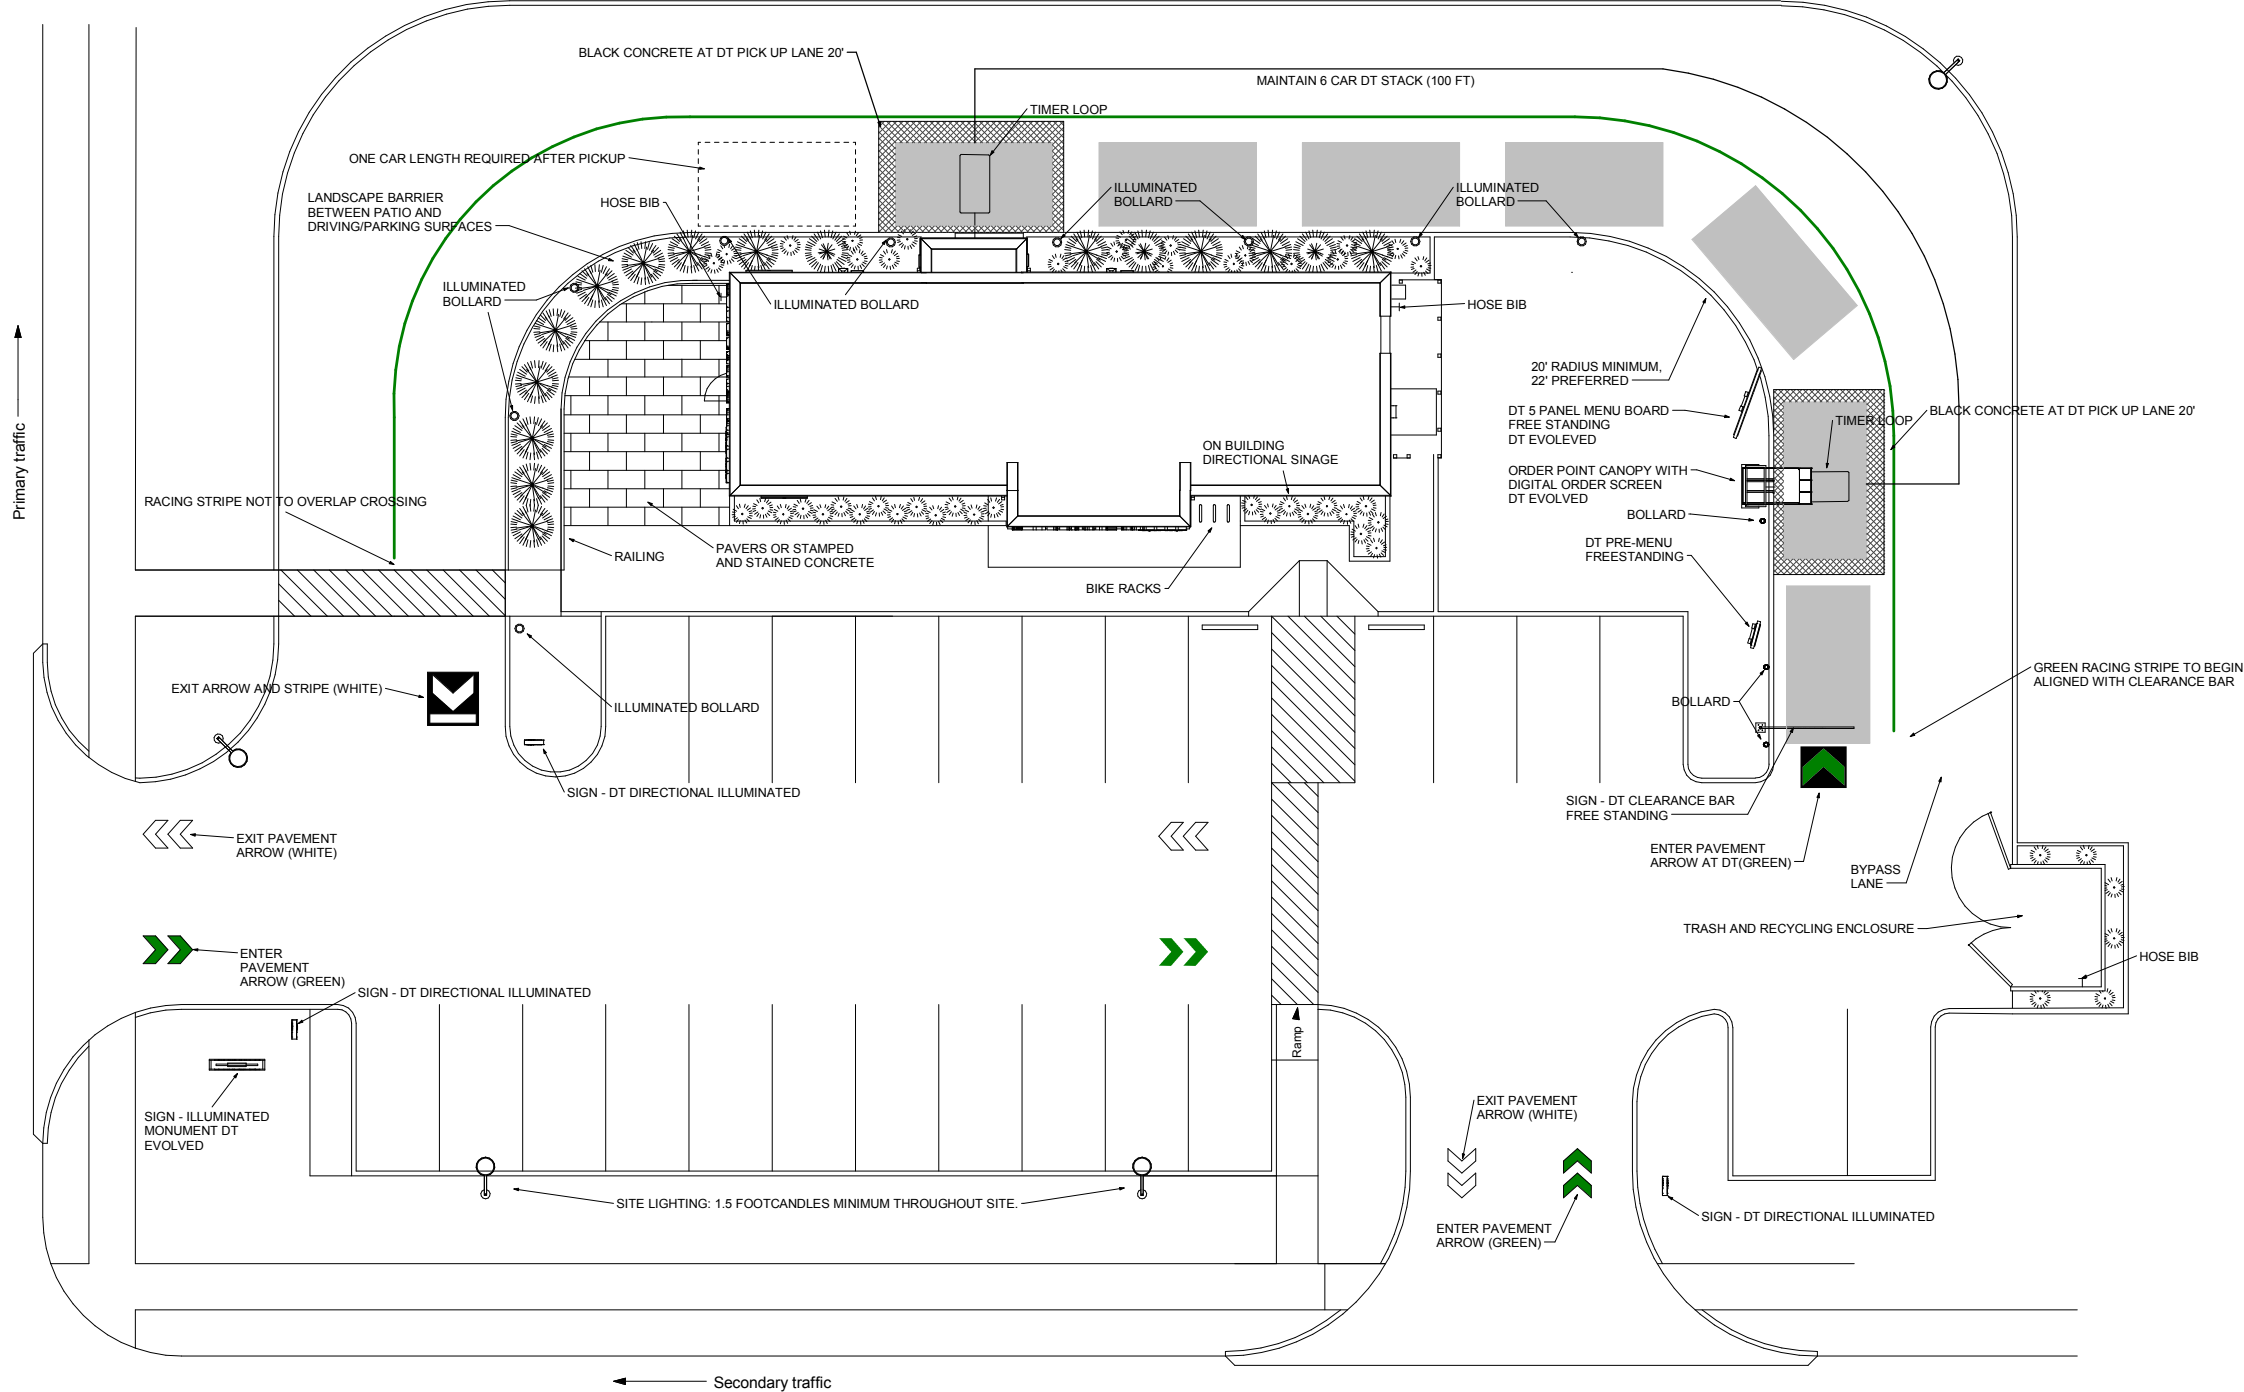 BLACK CONCRETE AT DT PICK UP LANE 20'
MAINTAIN 6 CAR DT STACK (100 FT)
TIMER LOOP
ONE CAR LENGTH REQUIRED AFTER PICKUP
LANDSCAPE BARRIER
BETWEEN PATIO AND
DRIVING/PARKING SURFACES
HOSE BIB
ILLUMINATED
BOLLARD
ILLUMINATED
BOLLARD
ILLUMINATED
BOLLARD
ILLUMINATED BOLLARD
HOSE BIB
20' RADIUS MINIMUM,
22' PREFERRED
DT 5 PANEL MENU BOARD
FREE STANDING
DT EVOLEVED
TIMER LOOP
BLACK CONCRETE AT DT PICK UP LANE 20'
ON BUILDING
DIRECTIONAL SINAGE
ORDER POINT CANOPY WITH
DIGITAL ORDER SCREEN
DT EVOLVED
Primary traffic
RACING STRIPE NOT TO OVERLAP CROSSING
BOLLARD
RAILING
PAVERS OR STAMPED
AND STAINED CONCRETE
DT PRE-MENU
FREESTANDING
BIKE RACKS
GREEN RACING STRIPE TO BEGIN
ALIGNED WITH CLEARANCE BAR
EXIT ARROW AND STRIPE (WHITE)
ILLUMINATED BOLLARD
BOLLARD
SIGN - DT DIRECTIONAL ILLUMINATED
SIGN - DT CLEARANCE BAR
FREE STANDING
EXIT PAVEMENT
ARROW (WHITE)
ENTER PAVEMENT
ARROW AT DT(GREEN)
BYPASS
LANE
TRASH AND RECYCLING ENCLOSURE
HOSE BIB
ENTER
PAVEMENT
ARROW (GREEN)
SIGN - DT DIRECTIONAL ILLUMINATED
Ramp
SIGN - ILLUMINATED
MONUMENT DT
EVOLVED
EXIT PAVEMENT
ARROW (WHITE)
SITE LIGHTING: 1.5 FOOTCANDLES MINIMUM THROUGHOUT SITE.
ENTER PAVEMENT
ARROW (GREEN)
SIGN - DT DIRECTIONAL ILLUMINATED
Secondary traffic